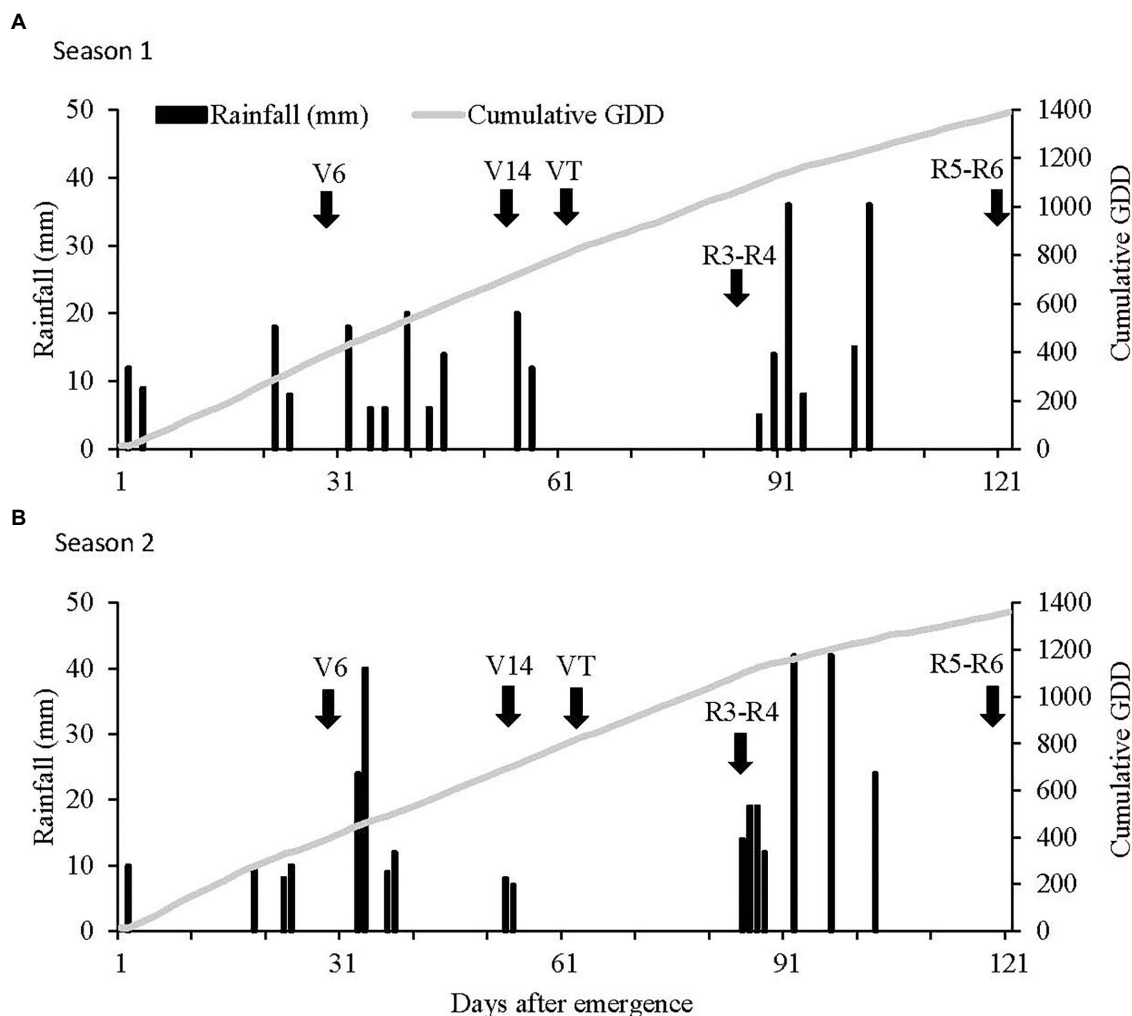 A
Season 1
Rainfall (mm) Cumulative GDD
50 1400
1200
40 V6 V14 VT R5-R6
1000
30 R3-R4 800
20 600
400
10
200
0 0
1 31 61 91 121
Rainfall (mm)
Cumulative GDD
B
Season 2
50 1400
1200
40 V6 V14 VT R5-R6
1000
30 R3-R4 800
20 600
400
10
200
0 0
1 31 61 91 121
Rainfall (mm)
Cumulative GDD
Days after emergence